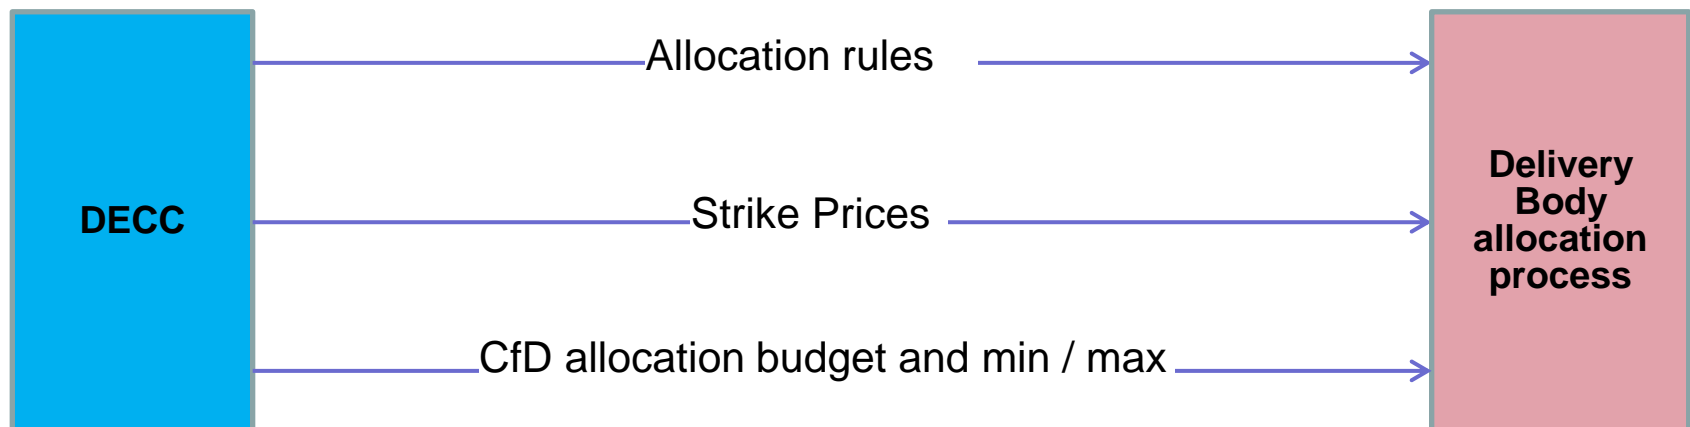 Allocation rules
DECC
Strike Prices
Delivery
Body
allocation
process
CfD allocation budget and min / max